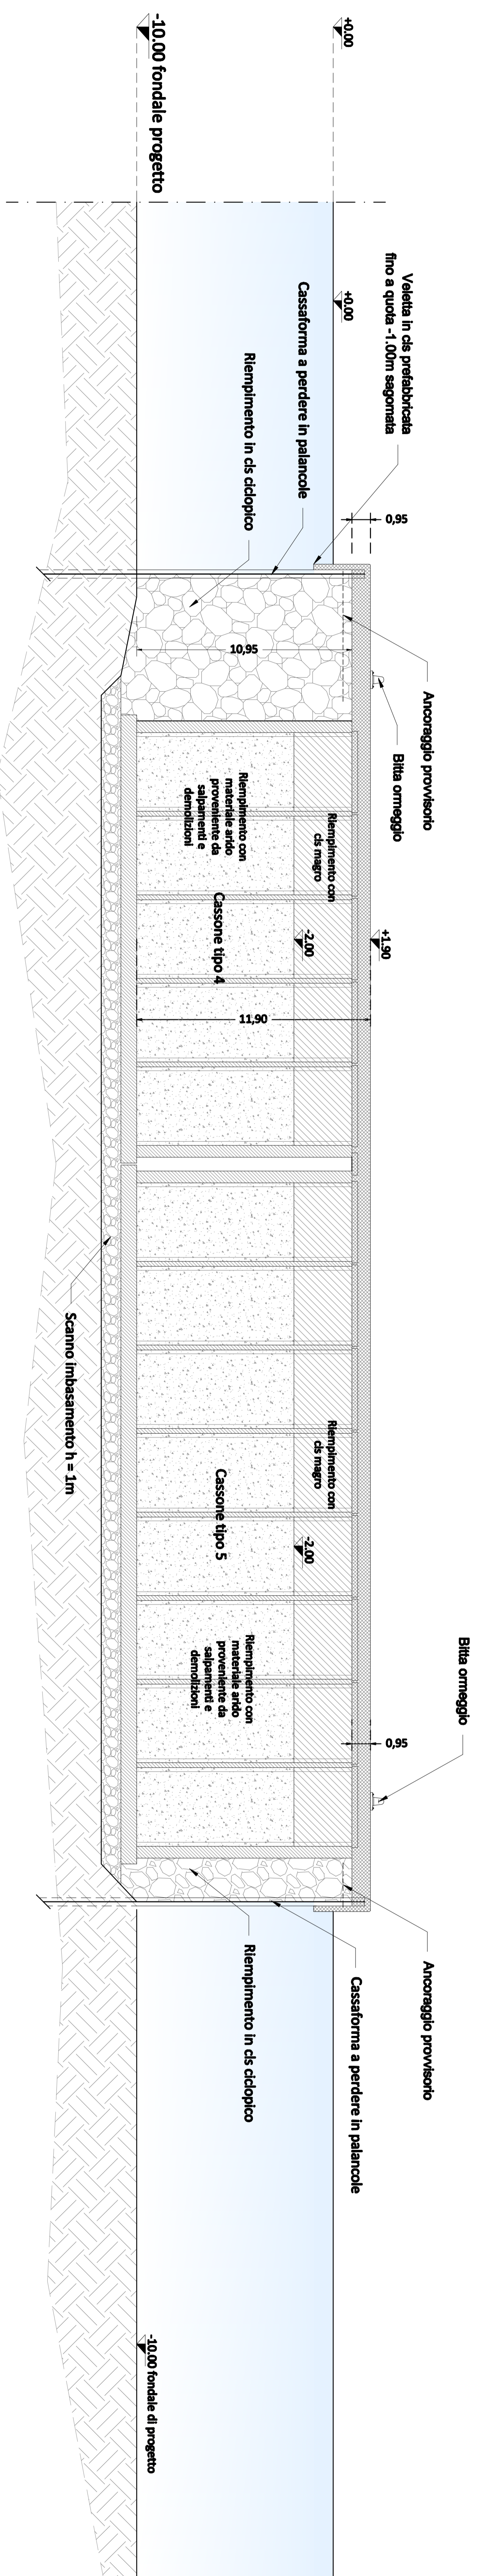 +0.00
-10.00 fondale progetto
+0.00
Veletta in cls prefabbricata
fino a quota -1.00m sagomata
Cassaforma a perdere in palancole
Riempimento in cls ciclopico
0,95
10,95
Ancoraggio provvisorio
Bitta ormeggio
Riempimento con
materiale arido
proveniente da
salpamenti e
demolizioni
Riempimento con
cls magro
Cassone tipo 4
-2.00
+1.90
11,90
Scanno imbasamento h = 1m
Riempimento con
cls magro
Cassone tipo 5
-2.00
Riempimento con
materiale arido
proveniente da
salpamenti e
demolizioni
Bitta ormeggio
0,95
Ancoraggio provvisorio
Cassaforma a perdere in palancole
Riempimento in cls ciclopico
-10.00 fondale di progetto